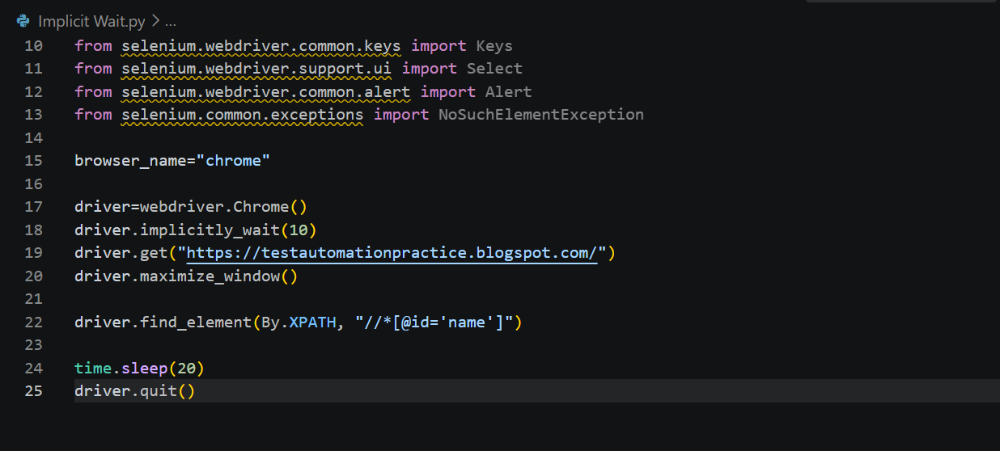 Implicit Wait.py > ...
10 from selenium.webdriver.common.keys import Keys
11 from selenium.webdriver.support.ui import Select
12 from selenium.webdriver.common.alert import Alert
13 from selenium.common.exceptions import NoSuchElementException
14
15 browser_name="chrome"
16
17 driver=webdriver.Chrome()
18 driver.implicitly_wait(10)
19 driver.get("https://testautomationpractice.blogspot.com/")
20 driver.maximize_window()
21
22 driver.find_element(By.XPATH, "//*[@id='name']")
23
24 time.sleep(20)
25 driver.quit()